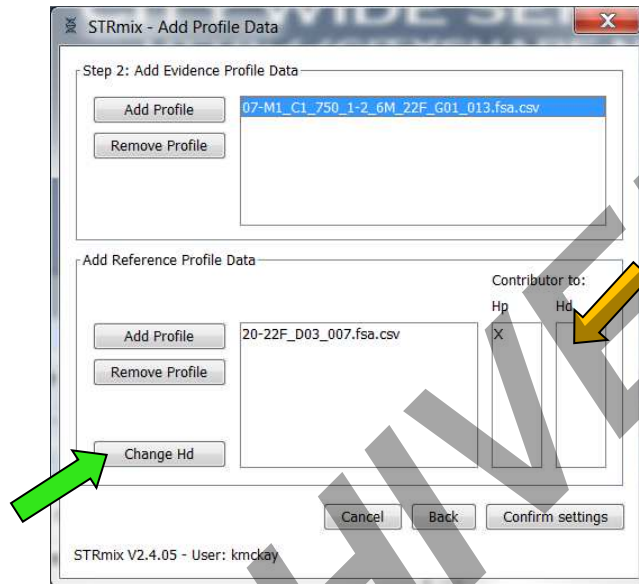 STRmix - Add Profile Data
Step 2: Add Evidence Profile Data
Add Profile
07-M1_C1_750_1-2_6M_22F_G01_013.fsa.csv
Remove Profile
Add Reference Profile Data
Contributor to:
Hp Hd
Add Profile
20-22F_D03_007.fsa.csv
X
Remove Profile
Change Hd
Cancel Back Confirm settings
STRmix V2.4.05 - User: kmckay